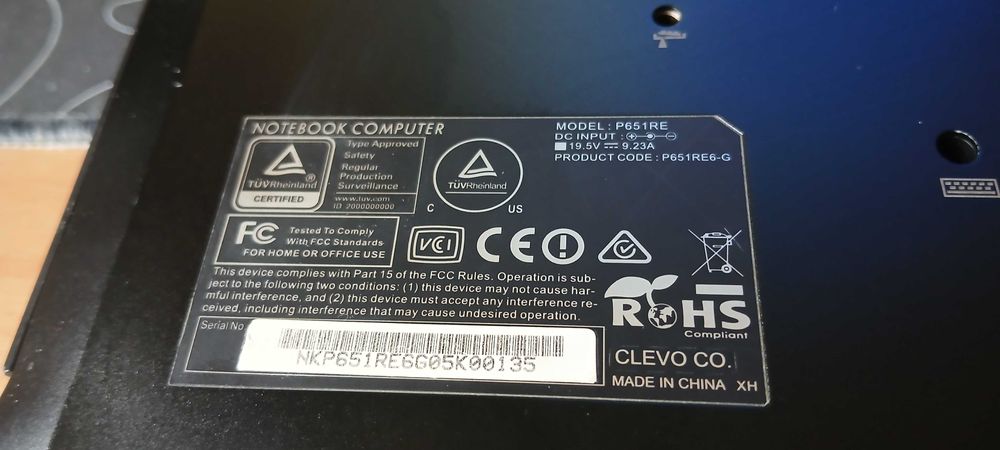 NOTEBOOK COMPUTER
MODEL : P651RE
DC INPUT :
19.5V 9.23A
PRODUCT CODE : P651RE6-G
TÜVRheinland ®
CERTIFIED
Type Approved
Safety
Regular
Production
Surveillance
www.tuv.com
ID 2000000000
TÜVRheinland
C US
FC Tested To Comply
With FCC Standards
FOR HOME OR OFFICE USE
VCI
CE
This device complies with Part 15 of the FCC Rules. Operation is sub-
ject to the following two conditions: (1) this device may not cause har-
mful interference, and (2) this device must accept any interference re-
ceived, including interference that may cause undesired operation.
RoHS
Compliant
Serial No
NKP651RE6G05K00135
CLEVO CO.
MADE IN CHINA XH